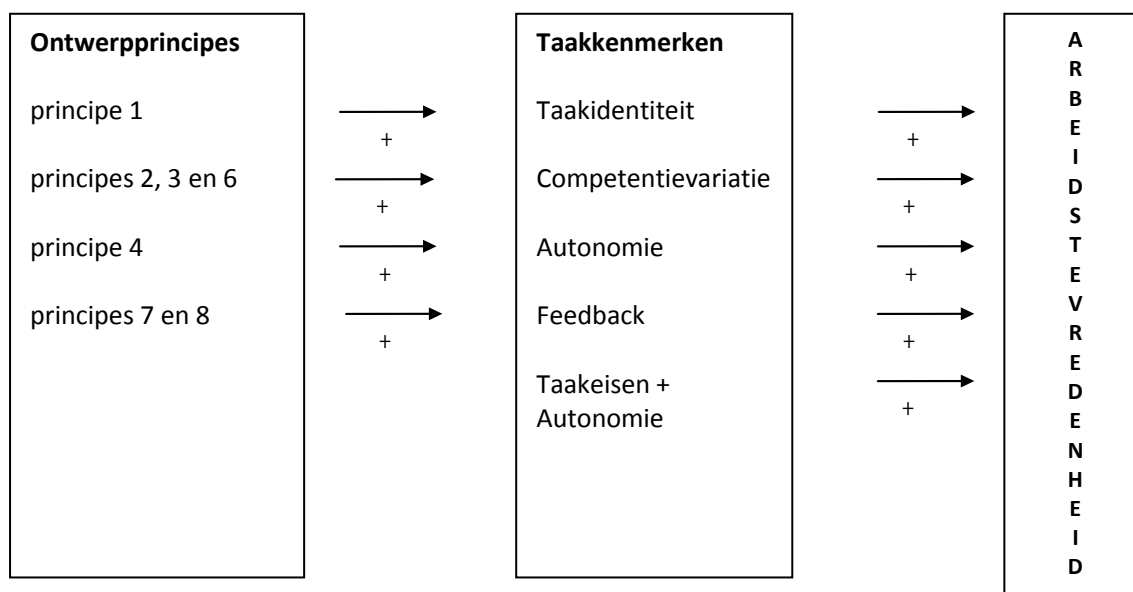 Ontwerpprincipes
principe 1
principes 2, 3 en 6
principe 4
principes 7 en 8
+
+
+
+
Taakkenmerken
Taakidentiteit
Competentievariatie
Autonomie
Feedback
Taakeisen +
Autonomie
+
+
+
+
+
A
R
B
E
I
D
S
T
E
V
R
E
D
E
N
H
E
I
D